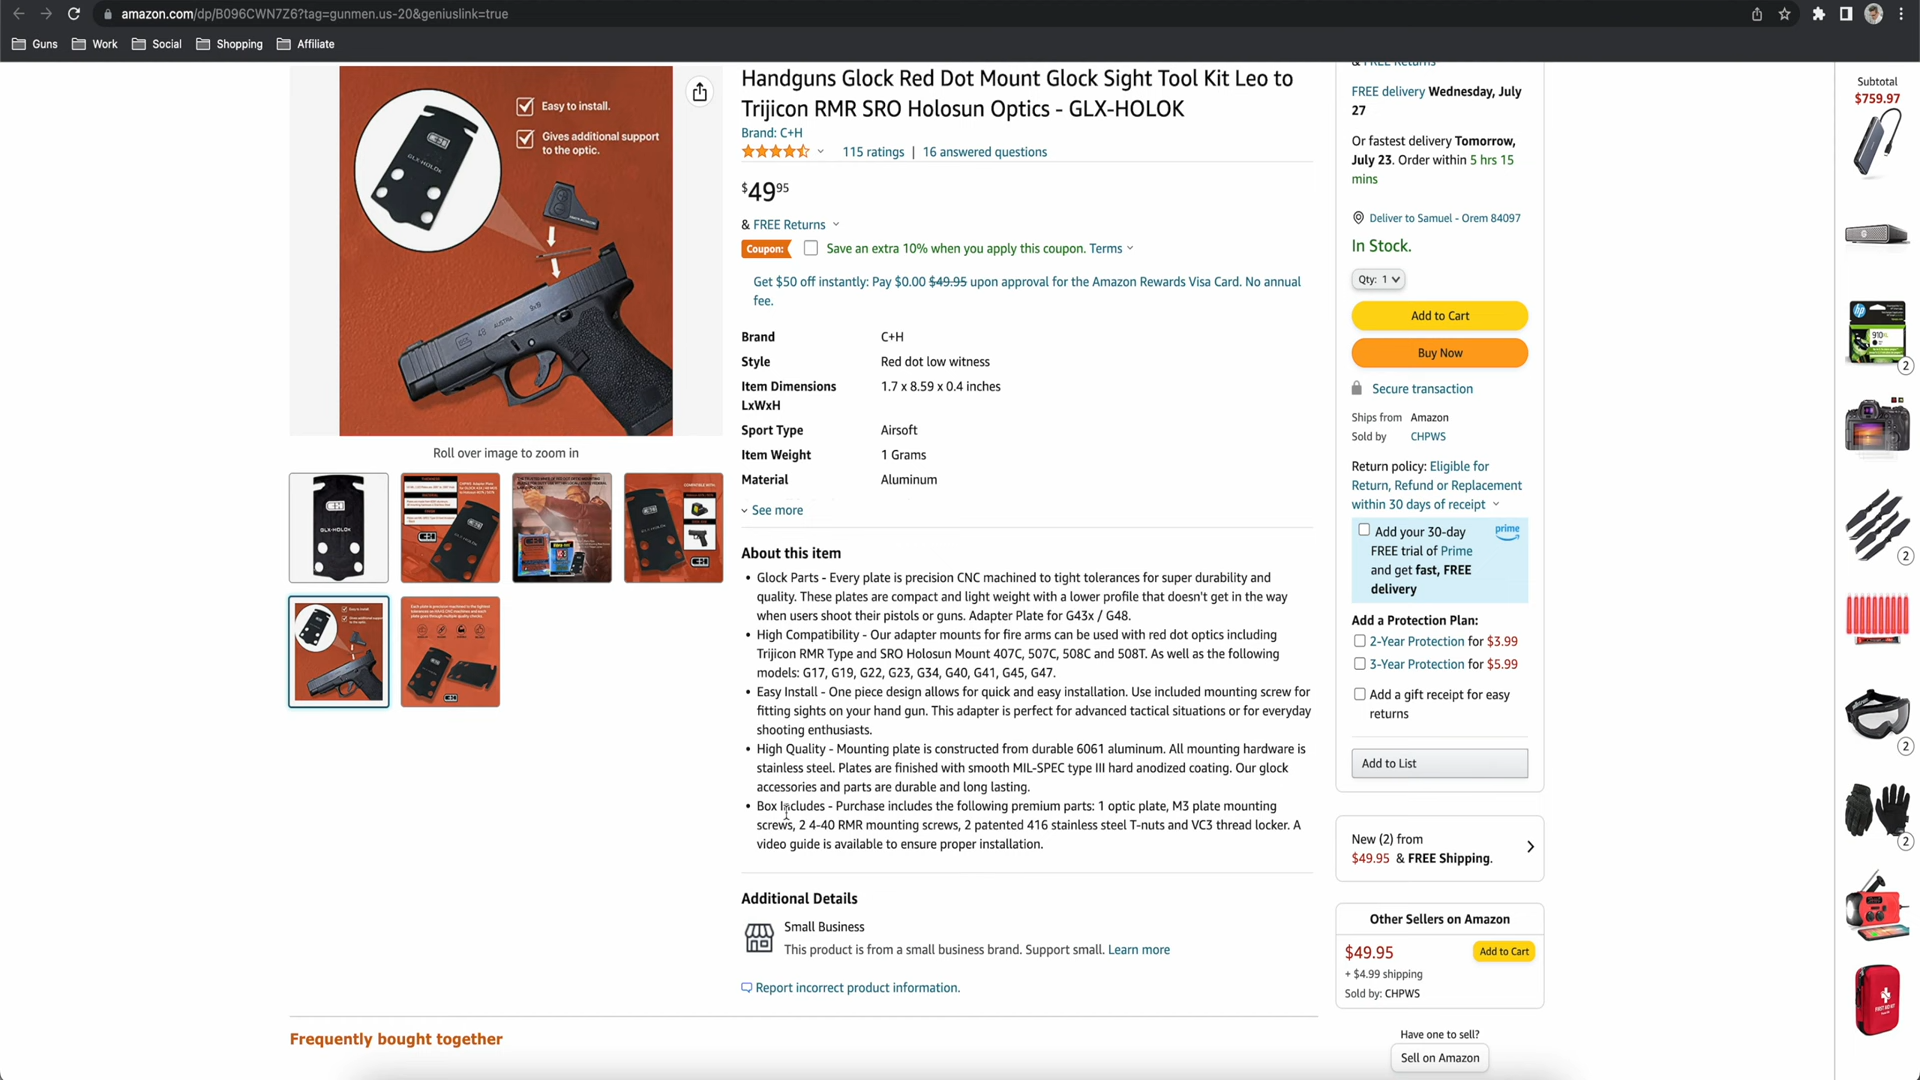 amazon.com/dp/B096CWN7Z6?tag=gunmen.us-20&geniuslink=true
Guns
Work
Social
Shopping
Affiliate
Easy to install.
Gives additional support
to the optic.
GLX-HOLOK
48 AUSTRIA 9x19
Roll over image to zoom in
GLX-HOLOK
Handguns Glock Red Dot Mount Glock Sight Tool Kit Leo to
Trijicon RMR SRO Holosun Optics - GLX-HOLOK
Brand: C+H
115 ratings | 16 answered questions
$49 95
& FREE Returns
Coupon: Save an extra 10% when you apply this coupon. Terms
Get $50 off instantly: Pay $0.00 $49.95 upon approval for the Amazon Rewards Visa Card. No annual
fee.
Brand C+H
Style Red dot low witness
Item Dimensions 1.7 x 8.59 x 0.4 inches
LxWxH
Sport Type Airsoft
Item Weight 1 Grams
Material Aluminum
See more
About this item
• Glock Parts - Every plate is precision CNC machined to tight tolerances for super durability and
quality. These plates are compact and light weight with a lower profile that doesn't get in the way
when users shoot their pistols or guns. Adapter Plate for G43x / G48.
• High Compatibility - Our adapter mounts for fire arms can be used with red dot optics including
Trijicon RMR Type and SRO Holosun Mount 407C, 507C, 508C and 508T. As well as the following
models: G17, G19, G22, G23, G34, G40, G41, G45, G47.
• Easy Install - One piece design allows for quick and easy installation. Use included mounting screw for
fitting sights on your hand gun. This adapter is perfect for advanced tactical situations or for everyday
shooting enthusiasts.
• High Quality - Mounting plate is constructed from durable 6061 aluminum. All mounting hardware is
stainless steel. Plates are finished with smooth MIL-SPEC type III hard anodized coating. Our glock
accessories and parts are durable and long lasting.
• Box Includes - Purchase includes the following premium parts: 1 optic plate, M3 plate mounting
screws, 2 4-40 RMR mounting screws, 2 patented 416 stainless steel T-nuts and VC3 thread locker. A
video guide is available to ensure proper installation.
Additional Details
Small Business
This product is from a small business brand. Support small. Learn more
Report incorrect product information.
Frequently bought together
& FREE Returns
FREE delivery Wednesday, July
27
Or fastest delivery Tomorrow,
July 23. Order within 5 hrs 15
mins
Deliver to Samuel - Orem 84097
In Stock.
Qty: 1
Add to Cart
Buy Now
Secure transaction
Ships from Amazon
Sold by CHPWS
Return policy: Eligible for
Return, Refund or Replacement
within 30 days of receipt
Add your 30-day
prime
FREE trial of Prime
and get fast, FREE
delivery
Add a Protection Plan:
2-Year Protection for $3.99
3-Year Protection for $5.99
Add a gift receipt for easy
returns
Add to List
New (2) from
$49.95 & FREE Shipping.
Other Sellers on Amazon
$49.95
Add to Cart
+ $4.99 shipping
Sold by: CHPWS
Have one to sell?
Sell on Amazon
Subtotal
$759.97
hp
910XL
2
2
2
2
FIRST AID KIT